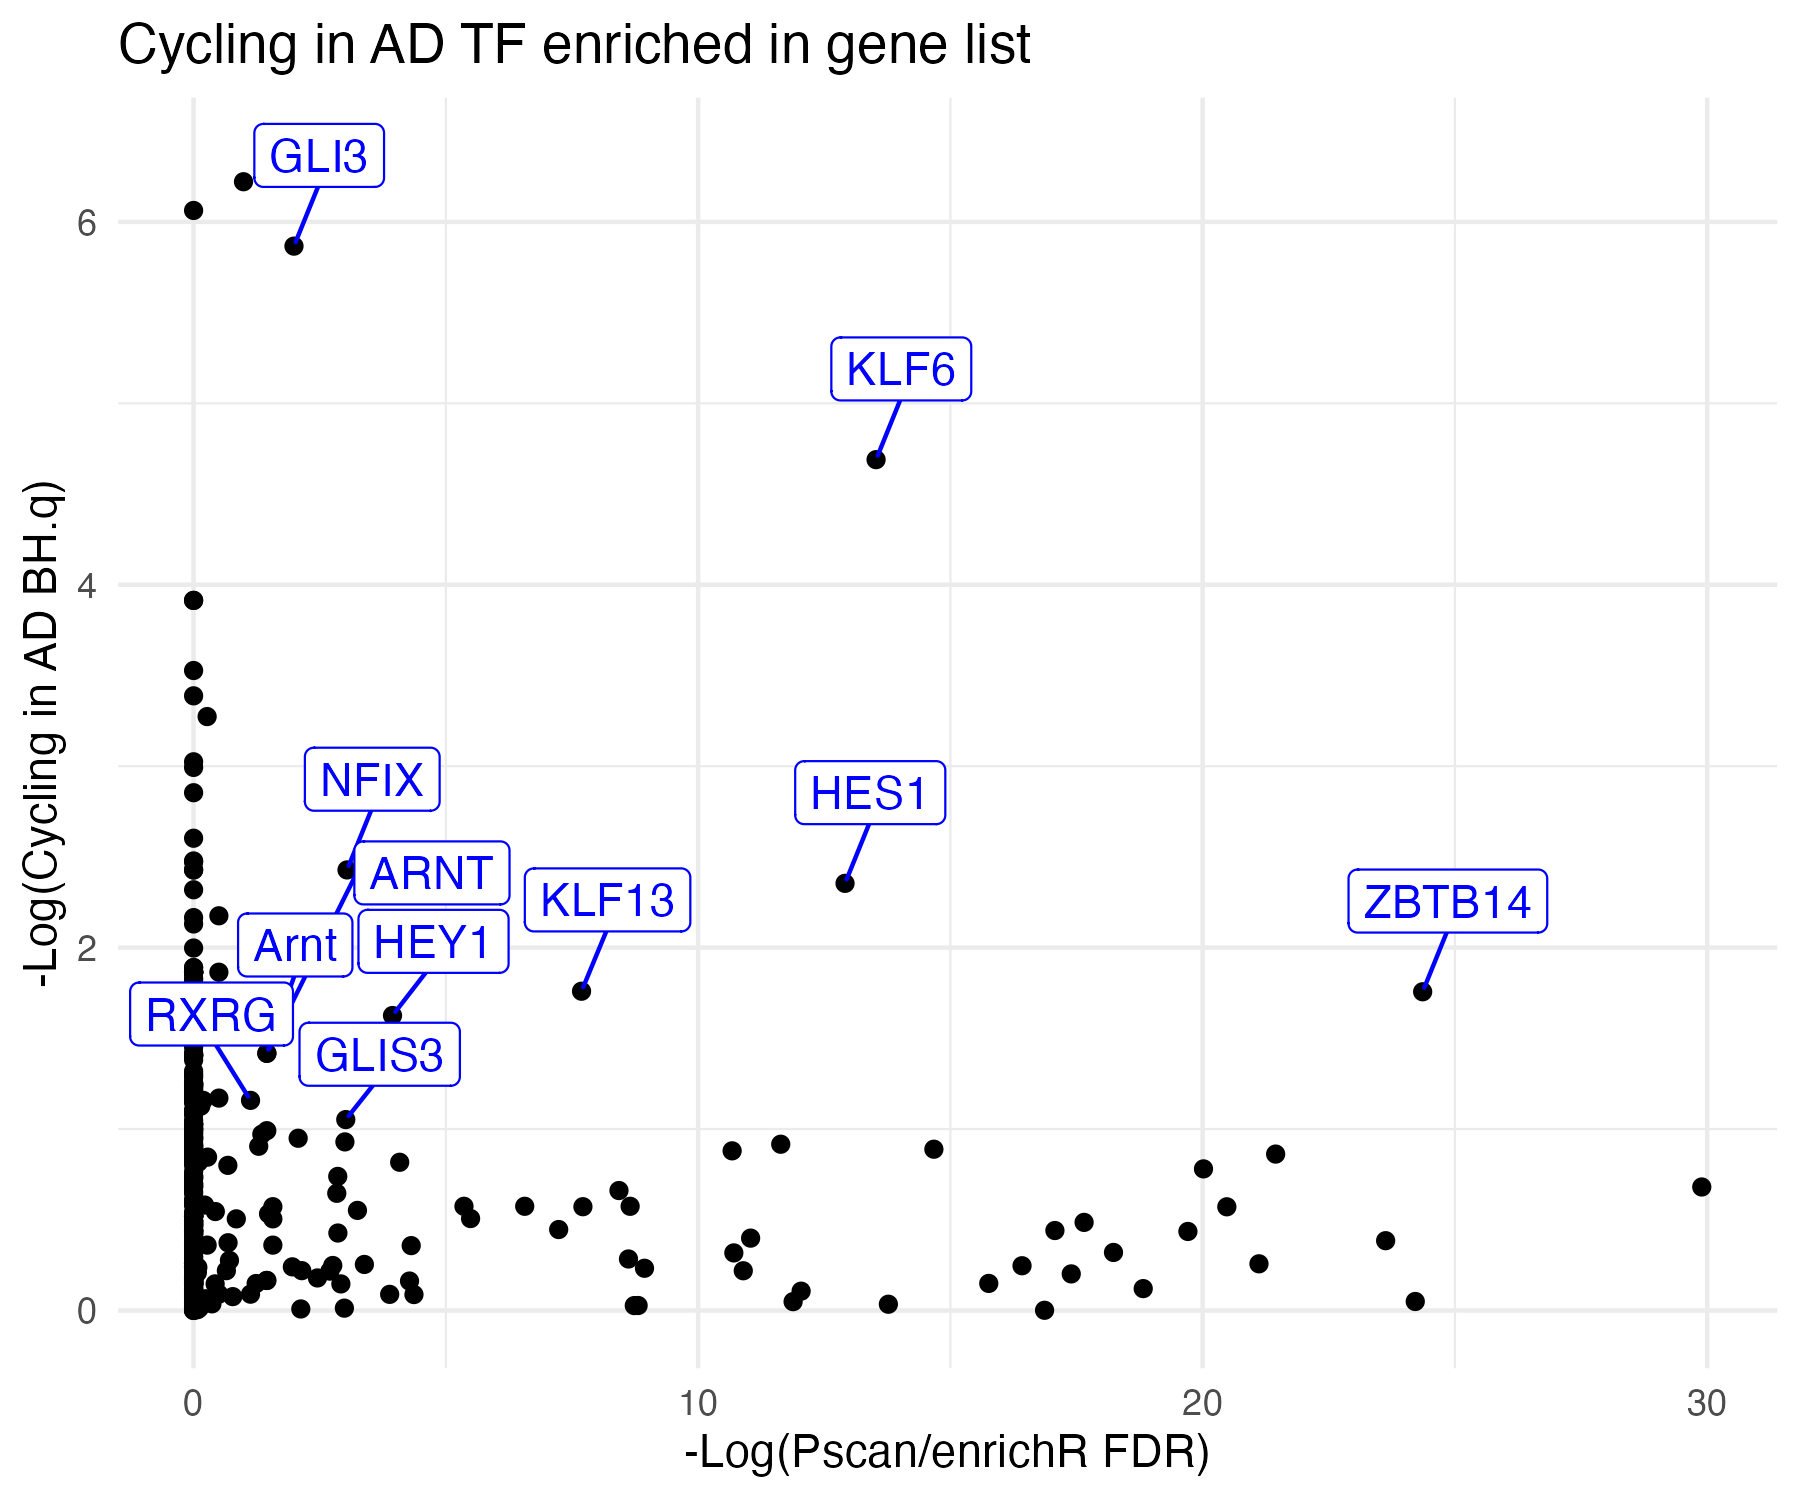 Cycling in AD TF enriched in gene list
GLI3
6
KLF6
4
NFIX
HES1
ARNT
KLF13
ZBTB14
HEY1
Arnt
2
RXRG
GLIS3
0
-Log(Cycling in AD BH.q)
0 10 20 30
-Log(Pscan/enrichR FDR)